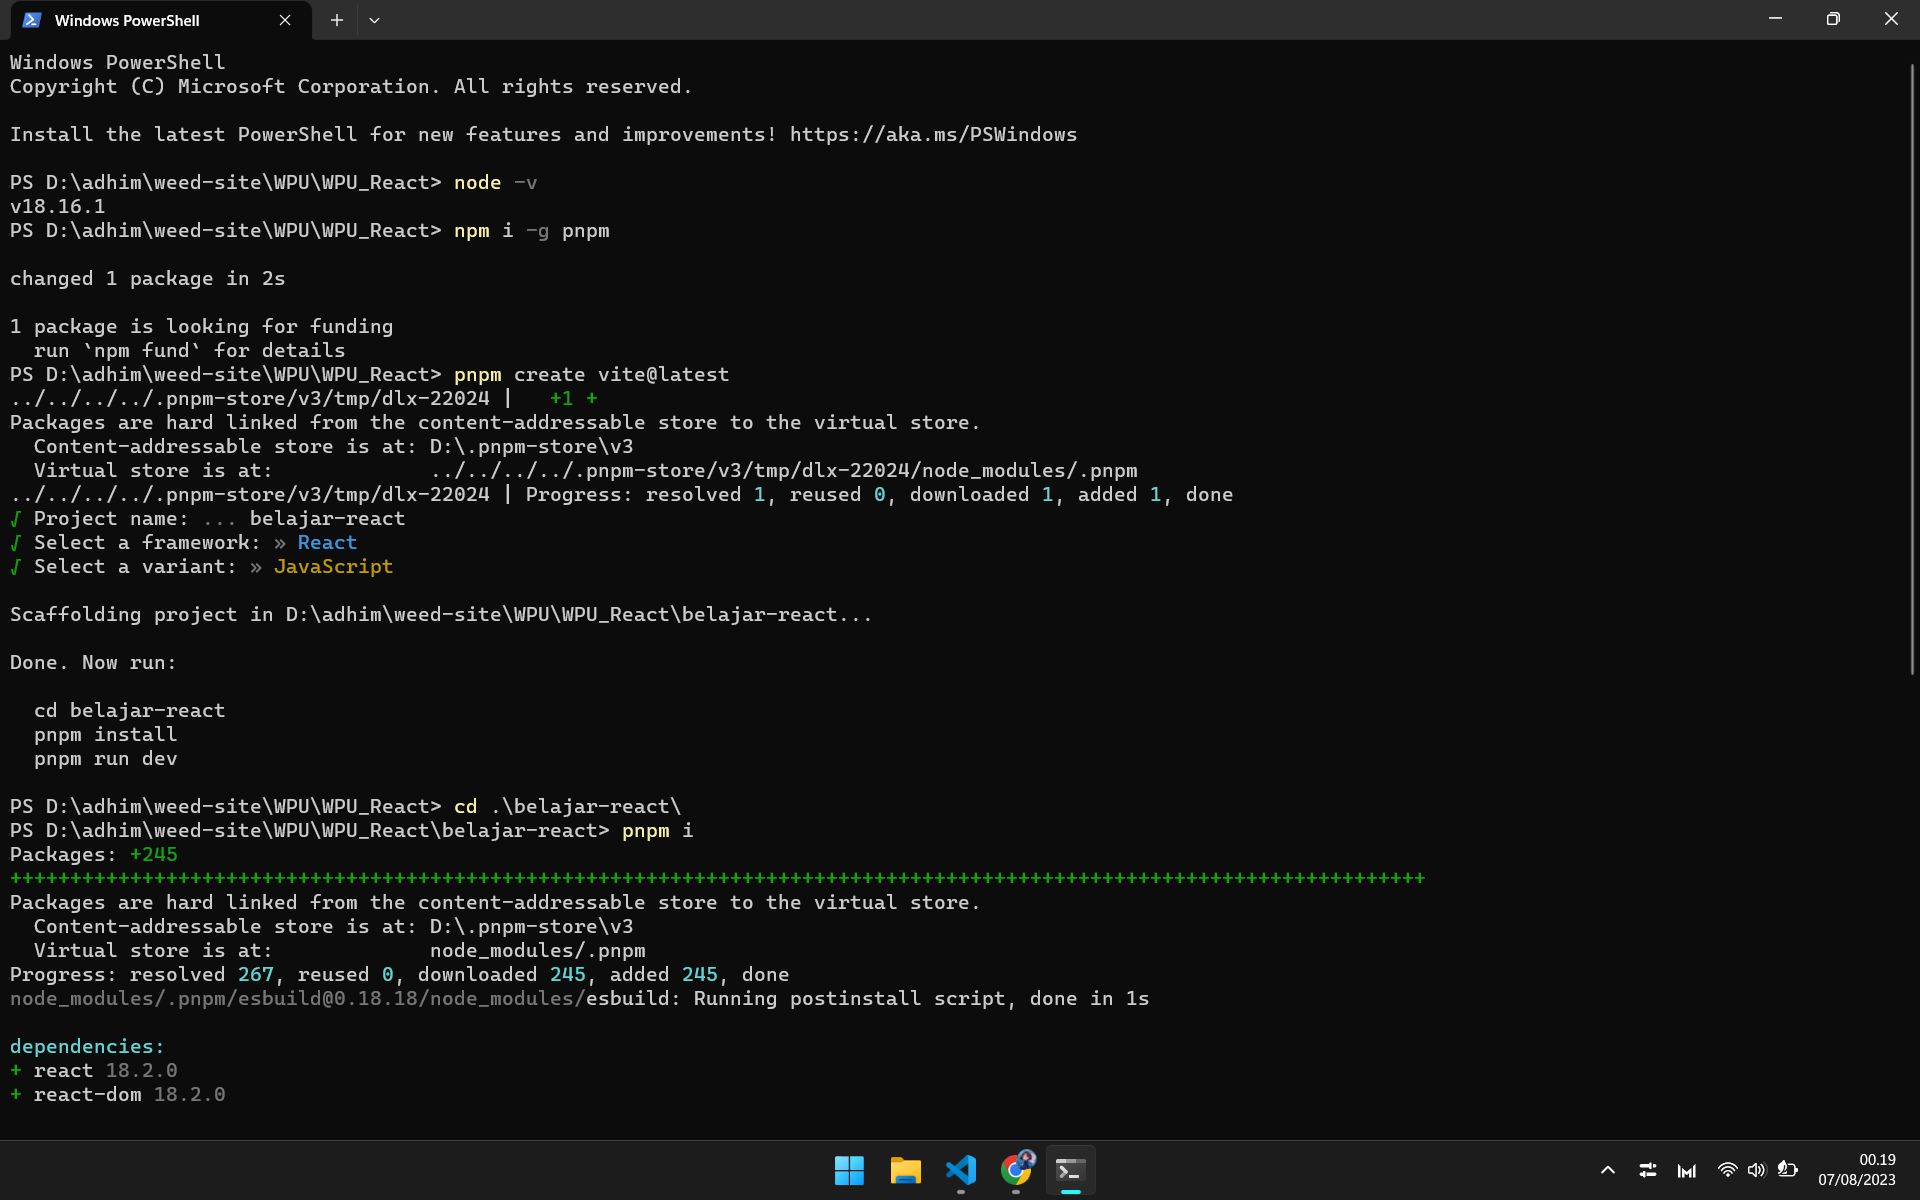 Windows PowerShell
Windows PowerShell
Copyright (C) Microsoft Corporation. All rights reserved.
Install the latest PowerShell for new features and improvements! https://aka.ms/PSWindows
PS D:\adhim\weed-site\WPU\WPU_React> node -v
v18.16.1
PS D:\adhim\weed-site\WPU\WPU_React> npm i -g pnpm
changed 1 package in 2s
1 package is looking for funding
  run `npm fund` for details
PS D:\adhim\weed-site\WPU\WPU_React> pnpm create vite@latest
../../../../.pnpm-store/v3/tmp/dlx-22024 |   +1 +
Packages are hard linked from the content-addressable store to the virtual store.
  Content-addressable store is at: D:\.pnpm-store\v3
  Virtual store is at:             ../../../../.pnpm-store/v3/tmp/dlx-22024/node_modules/.pnpm
../../../../.pnpm-store/v3/tmp/dlx-22024 | Progress: resolved 1, reused 0, downloaded 1, added 1, done
√ Project name: ... belajar-react
√ Select a framework: » React
√ Select a variant: » JavaScript
Scaffolding project in D:\adhim\weed-site\WPU\WPU_React\belajar-react...
Done. Now run:
  cd belajar-react
  pnpm install
  pnpm run dev
PS D:\adhim\weed-site\WPU\WPU_React> cd .\belajar-react\
PS D:\adhim\weed-site\WPU\WPU_React\belajar-react> pnpm i
Packages: +245
++++++++++++++++++++++++++++++++++++++++++++++++++++++++++++++++++++++++++++++++++++++++++++++++++++++++++++++++++++++
Packages are hard linked from the content-addressable store to the virtual store.
  Content-addressable store is at: D:\.pnpm-store\v3
  Virtual store is at:             node_modules/.pnpm
Progress: resolved 267, reused 0, downloaded 245, added 245, done
node_modules/.pnpm/esbuild@0.18.18/node_modules/esbuild: Running postinstall script, done in 1s
dependencies:
+ react 18.2.0
+ react-dom 18.2.0
00.19
07/08/2023